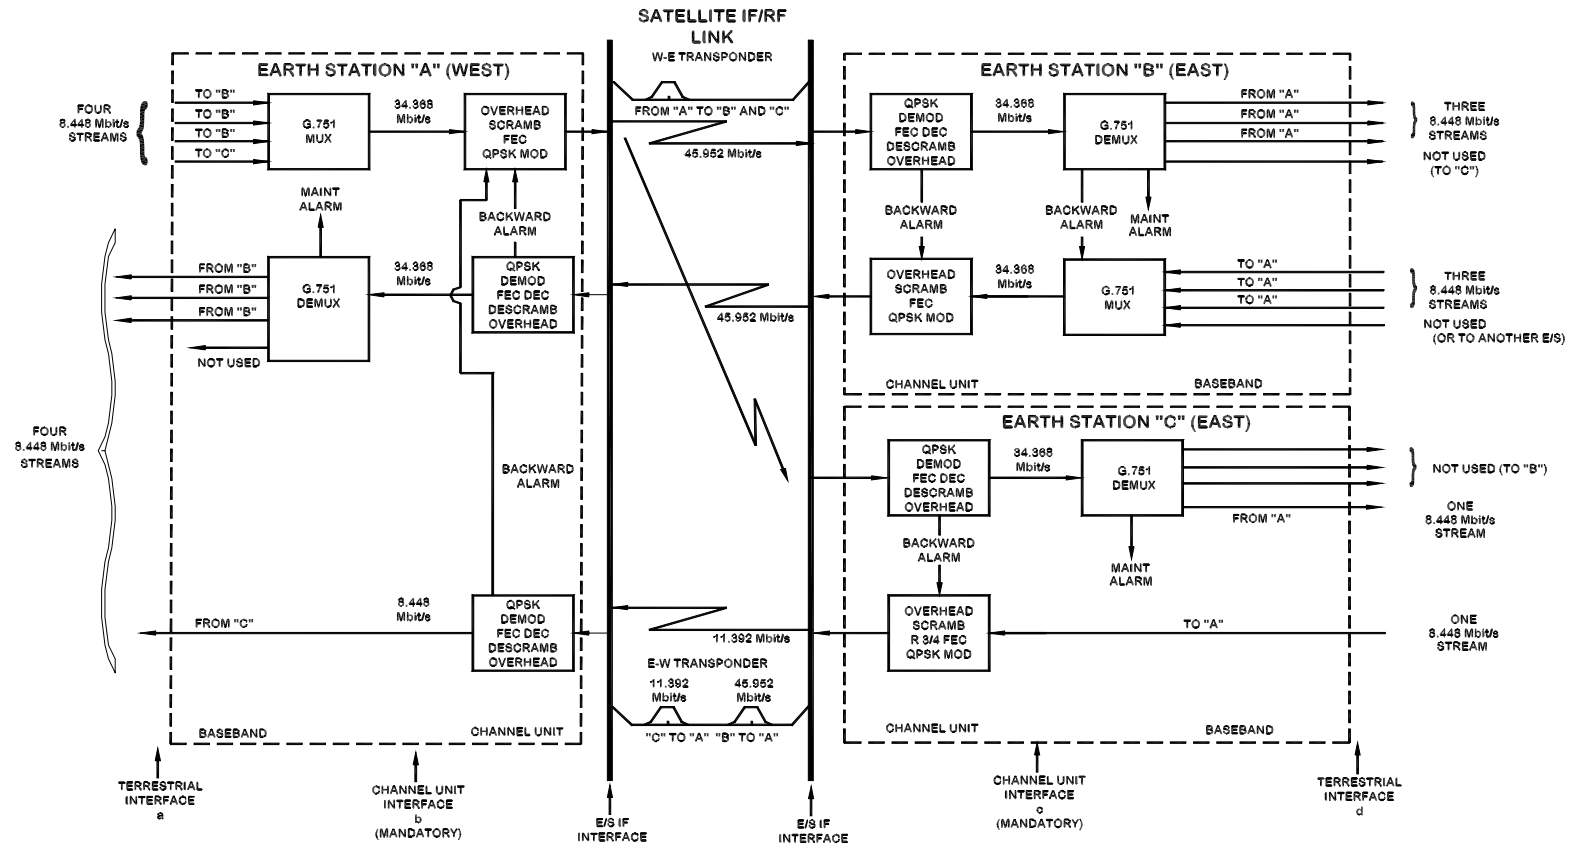 SATELLITE IF/RF
LINK
W-E TRANSPONDER
EARTH STATION "A" (WEST)
FOUR
8.448 Mbit/s
STREAMS
TO "B"
TO "B"
TO "B"
TO "C"
G.751
MUX
34.368
Mbit/s
OVERHEAD
SCRAMB
FEC
QPSK MOD
MAINT
ALARM
BACKWARD
ALARM
FROM "B"
FROM "B"
FROM "B"
NOT USED
G.751
DEMUX
34.368
Mbit/s
QPSK
DEMOD
FEC DEC
DESCRAMB
OVERHEAD
FOUR
8.448 Mbit/s
STREAMS
BACKWARD
ALARM
FROM "C"
8.448
Mbit/s
QPSK
DEMOD
FEC DEC
DESCRAMB
OVERHEAD
BASEBAND
CHANNEL UNIT
TERRESTRIAL
INTERFACE
a
CHANNEL UNIT
INTERFACE
b
(MANDATORY)
E/S IF
INTERFACE
FROM "A" TO "B" AND "C"
45.952 Mbit/s
45.952 Mbit/s
11.392 Mbit/s
E-W TRANSPONDER
11.392
Mbit/s
45.952
Mbit/s
"C" TO "A" "B" TO "A"
E/S IF
INTERFACE
EARTH STATION "B" (EAST)
QPSK
DEMOD
FEC DEC
DESCRAMB
OVERHEAD
34.368
Mbit/s
G.751
DEMUX
FROM "A"
FROM "A"
FROM "A"
THREE
8.448 Mbit/s
STREAMS
NOT USED
(TO "C")
BACKWARD
ALARM
BACKWARD
ALARM
MAINT
ALARM
OVERHEAD
SCRAMB
FEC
QPSK MOD
34.368
Mbit/s
G.751
MUX
TO "A"
TO "A"
TO "A"
THREE
8.448 Mbit/s
STREAMS
NOT USED
(OR TO ANOTHER E/S)
CHANNEL UNIT
BASEBAND
EARTH STATION "C" (EAST)
QPSK
DEMOD
FEC DEC
DESCRAMB
OVERHEAD
34.368
Mbit/s
G.751
DEMUX
NOT USED (TO "B")
FROM "A"
ONE
8.448 Mbit/s
STREAM
BACKWARD
ALARM
MAINT
ALARM
OVERHEAD
SCRAMB
R 3/4 FEC
QPSK MOD
TO "A"
ONE
8.448 Mbit/s
STREAM
CHANNEL UNIT
BASEBAND
CHANNEL UNIT
INTERFACE
c
(MANDATORY)
TERRESTRIAL
INTERFACE
d